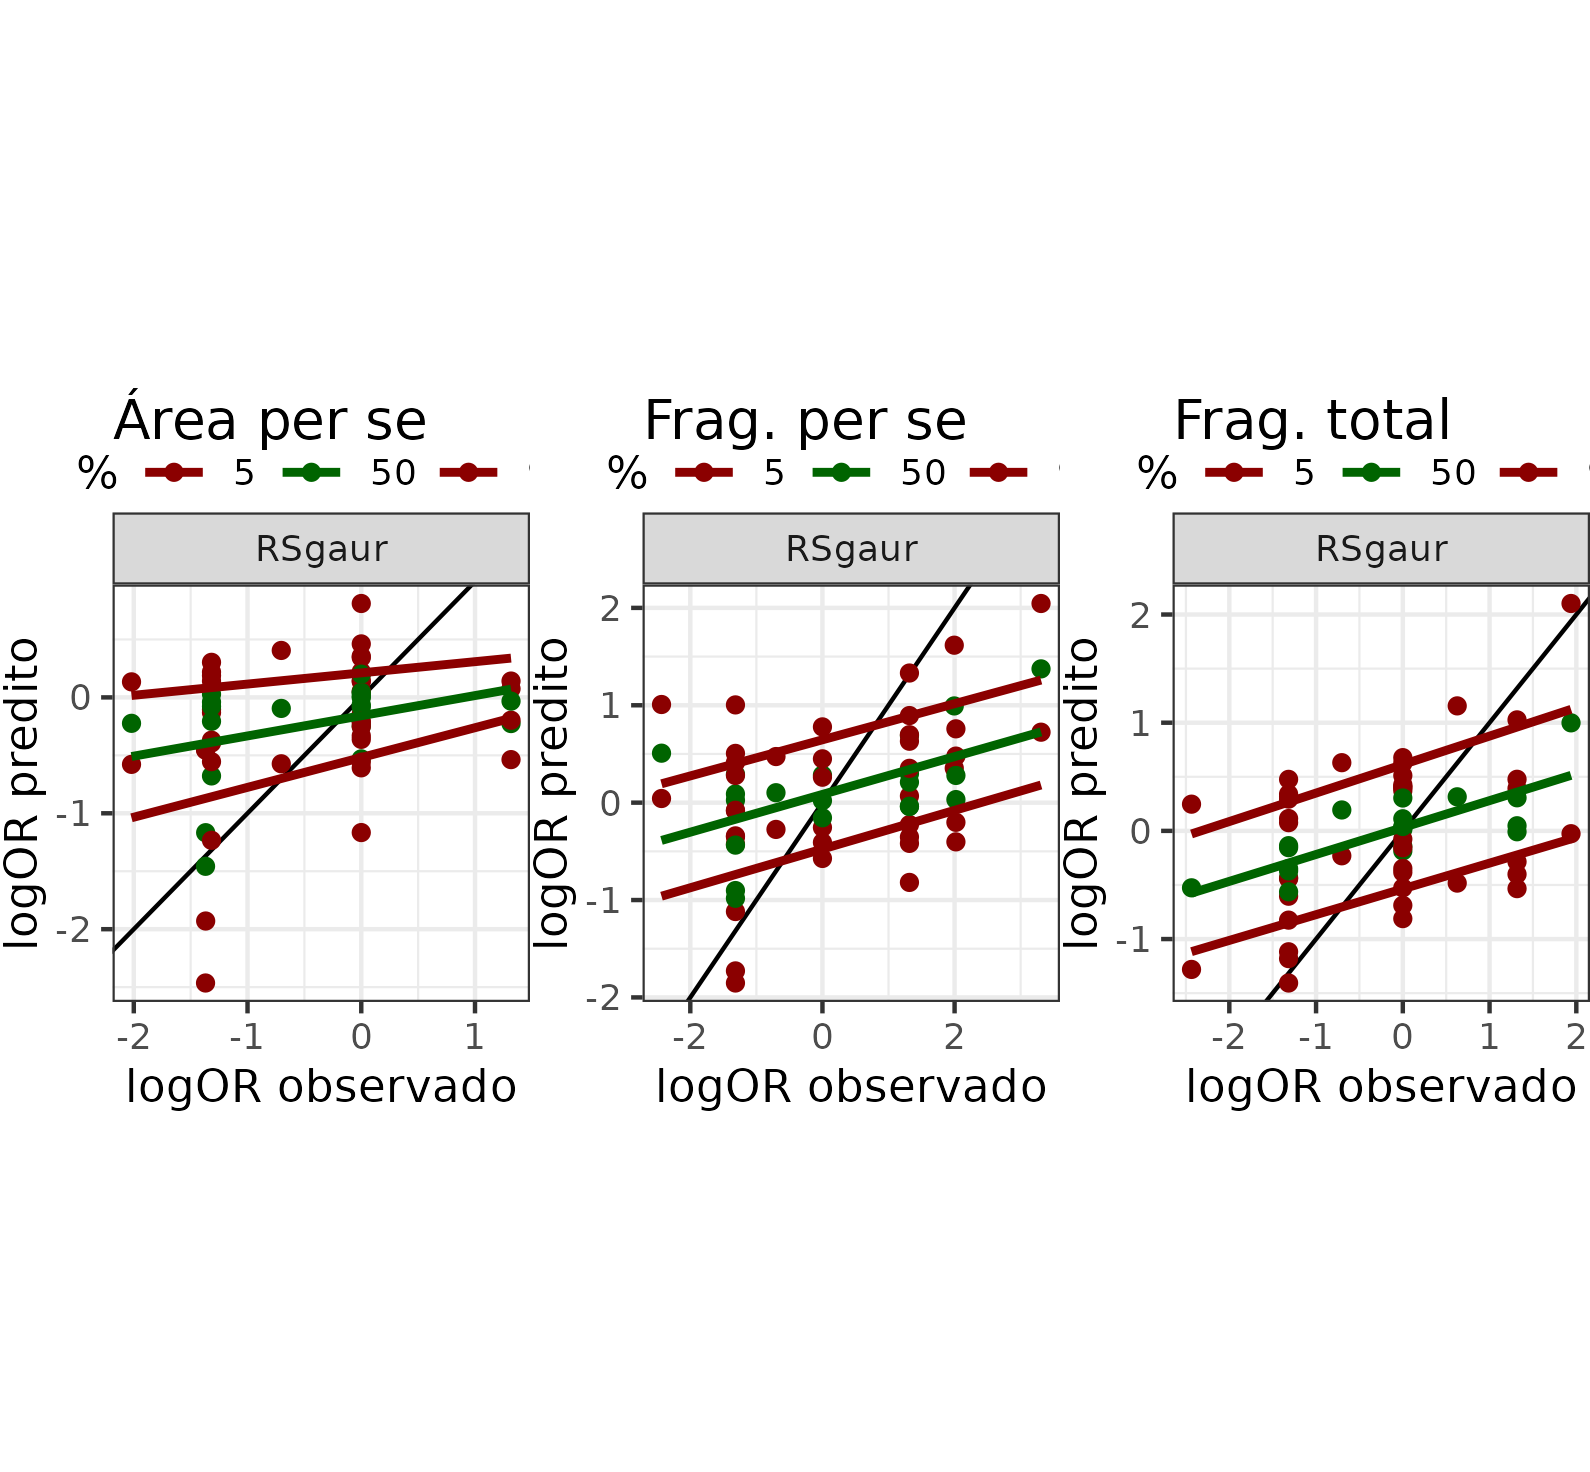 Área per se
% 5 50
RSgaur
logOR predito
0
-1
-2
-2 -1 0 1
logOR observado
Frag. per se
% 5 50
RSgaur
logOR predito
2
1
0
-1
-2
-2 0 2
logOR observado
Frag. total
% 5 50
RSgaur
logOR predito
2
1
0
-1
-2 -1 0 1 2
logOR observado